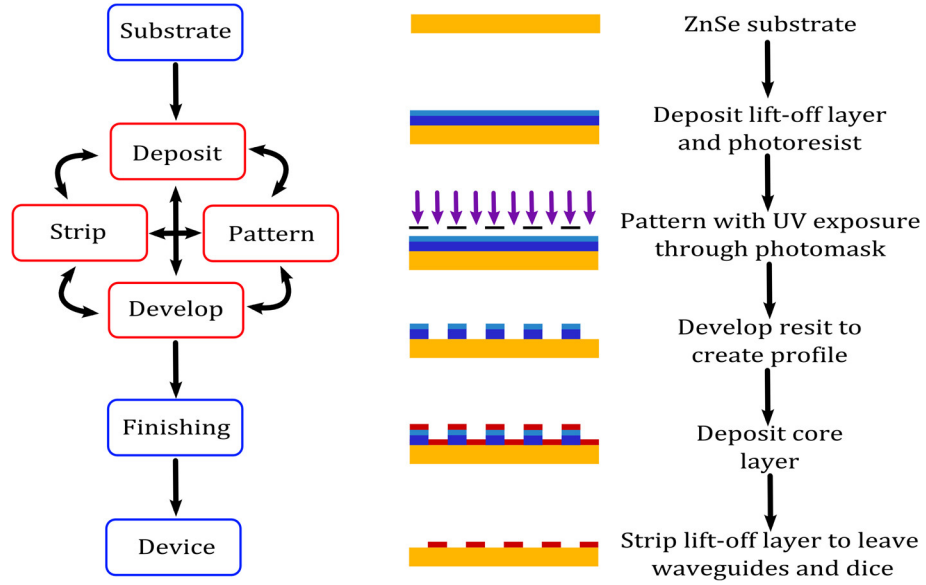 Substrate
Deposit
Strip
Pattern
Develop
Finishing
Device
ZnSe substrate
Deposit lift-off layer
and photoresist
Pattern with UV exposure
through photomask
Develop resit to
create profile
Deposit core
layer
Strip lift-off layer to leave
waveguides and dice